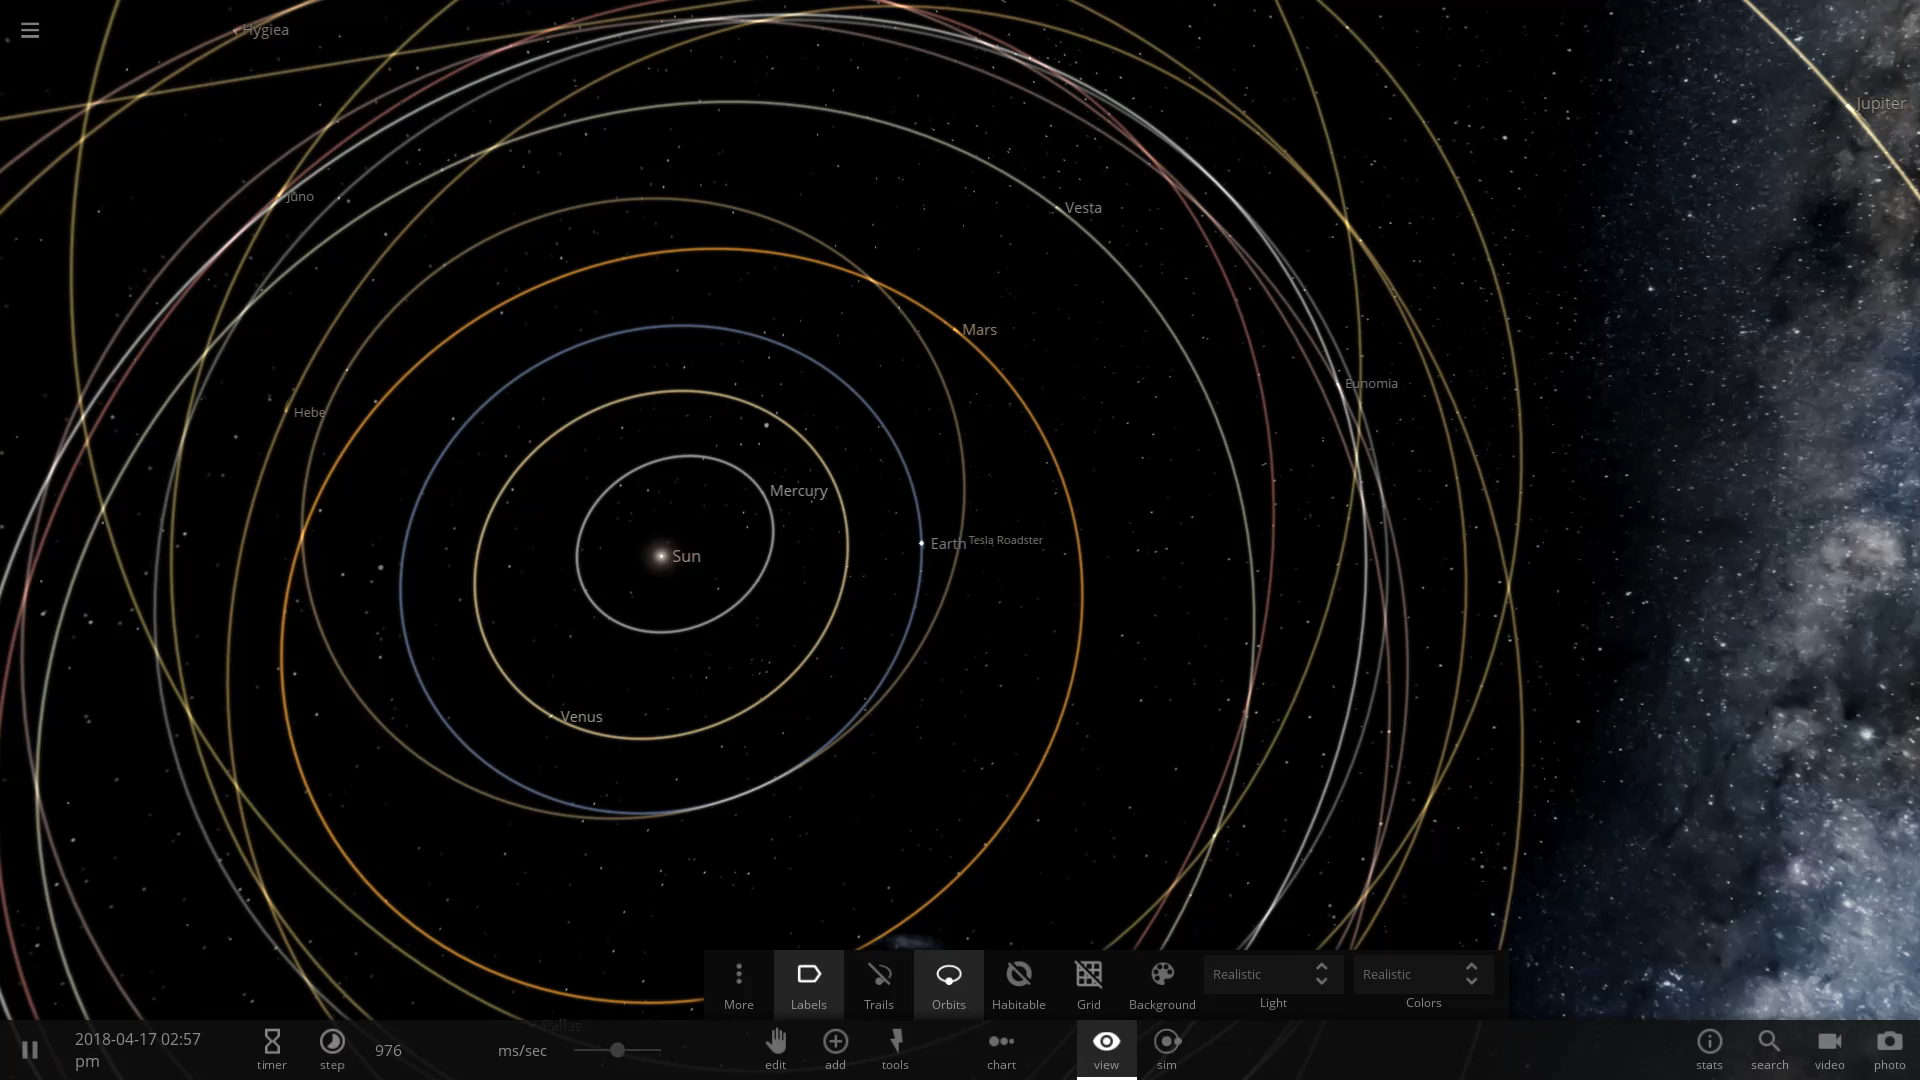 Hygiea
Jupiter
Juno
Vesta
Mars
Eunomia
Hebe
Mercury
Earth Tesla Roadster
Sun
Venus
More
Labels
Trails
Orbits
Habitable
Grid
Background
Realistic
Light
Realistic
Colors
Pallas
2018-04-17 02:57
pm
timer
step
976
ms/sec
edit
add
tools
chart
view
sim
stats
search
video
photo